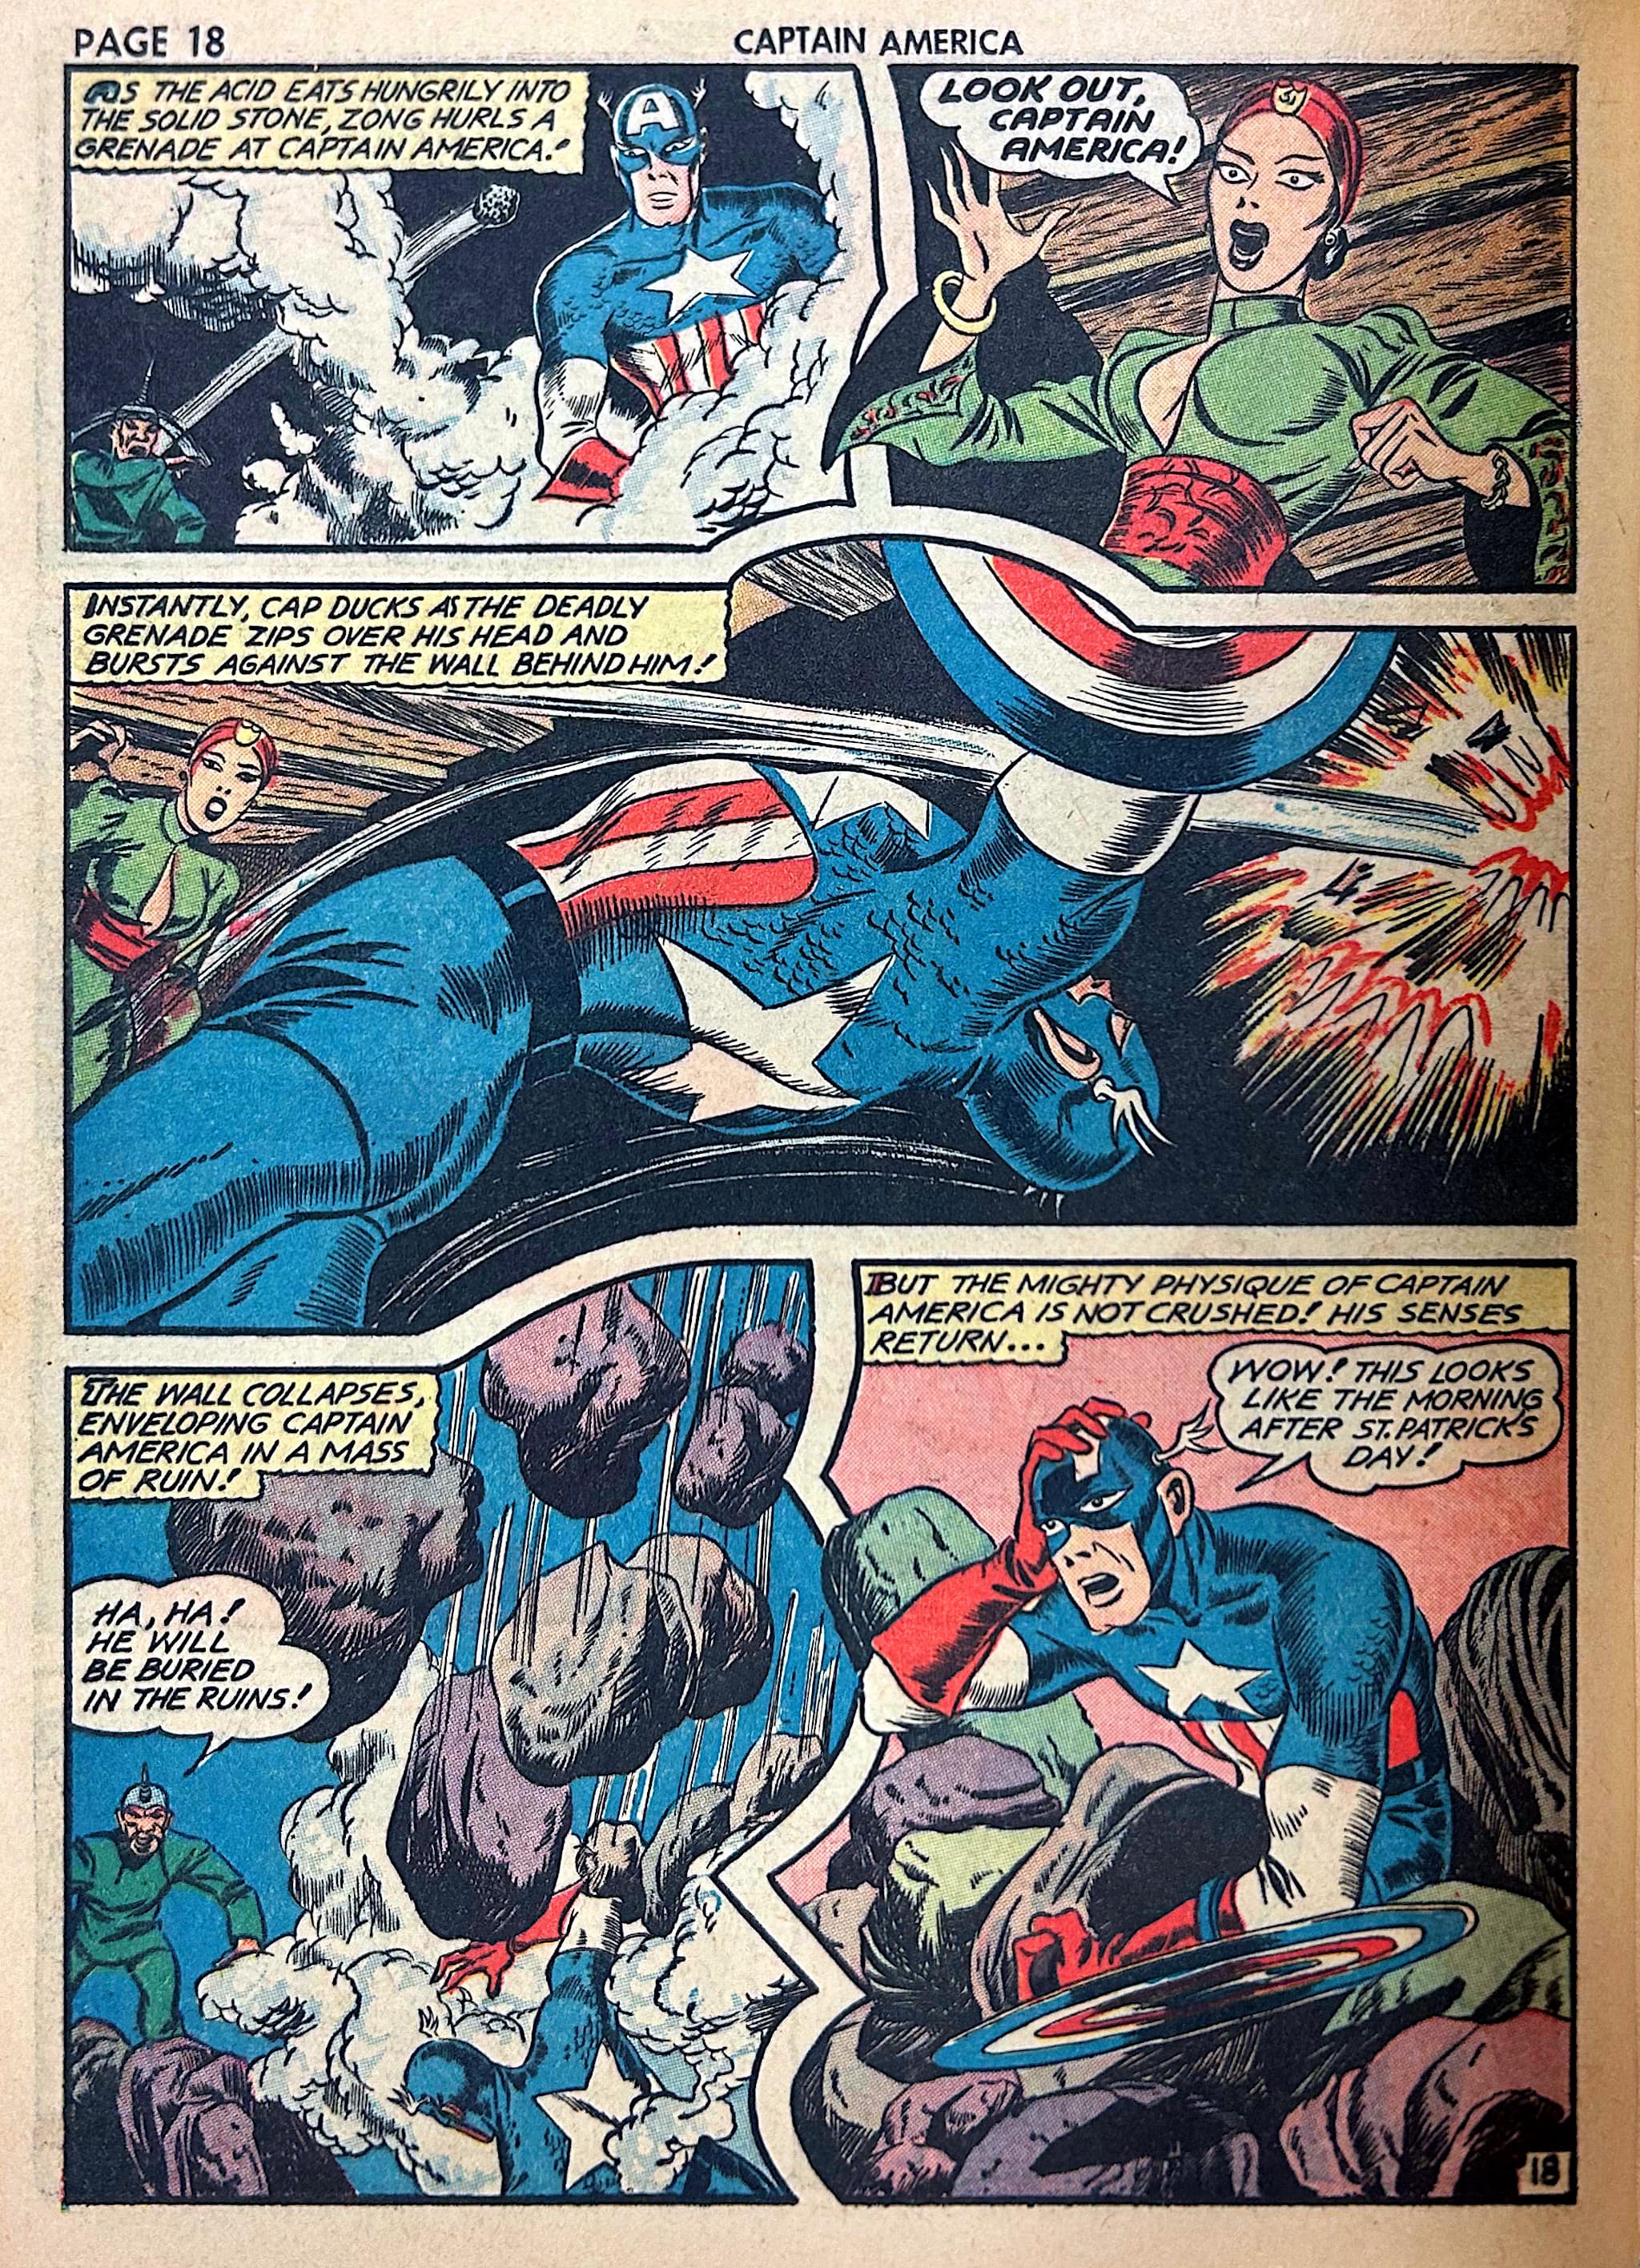 PAGE 18
CAPTAIN AMERICA
AS THE ACID EATS HUNGRILY INTO
THE SOLID STONE, ZONG HURLS A
GRENADE AT CAPTAIN AMERICA."
A
LOOK OUT,
CAPTAIN
AMERICA!
INSTANTLY, CAP DUCKS AS THE DEADLY
GRENADE ZIPS OVER HIS HEAD AND
BURSTS AGAINST THE WALL BEHIND HIM!
THE WALL COLLAPSES,
ENVELOPING CAPTAIN
AMERICA IN A MASS
OF RUIN!
HA, HA!
HE WILL
BE BURIED
IN THE RUINS!
BUT THE MIGHTY PHYSIQUE OF CAPTAIN
AMERICA IS NOT CRUSHED! HIS SENSES
RETURN...
WOW! THIS LOOKS
LIKE THE MORNING
AFTER ST. PATRICK'S
DAY!
18